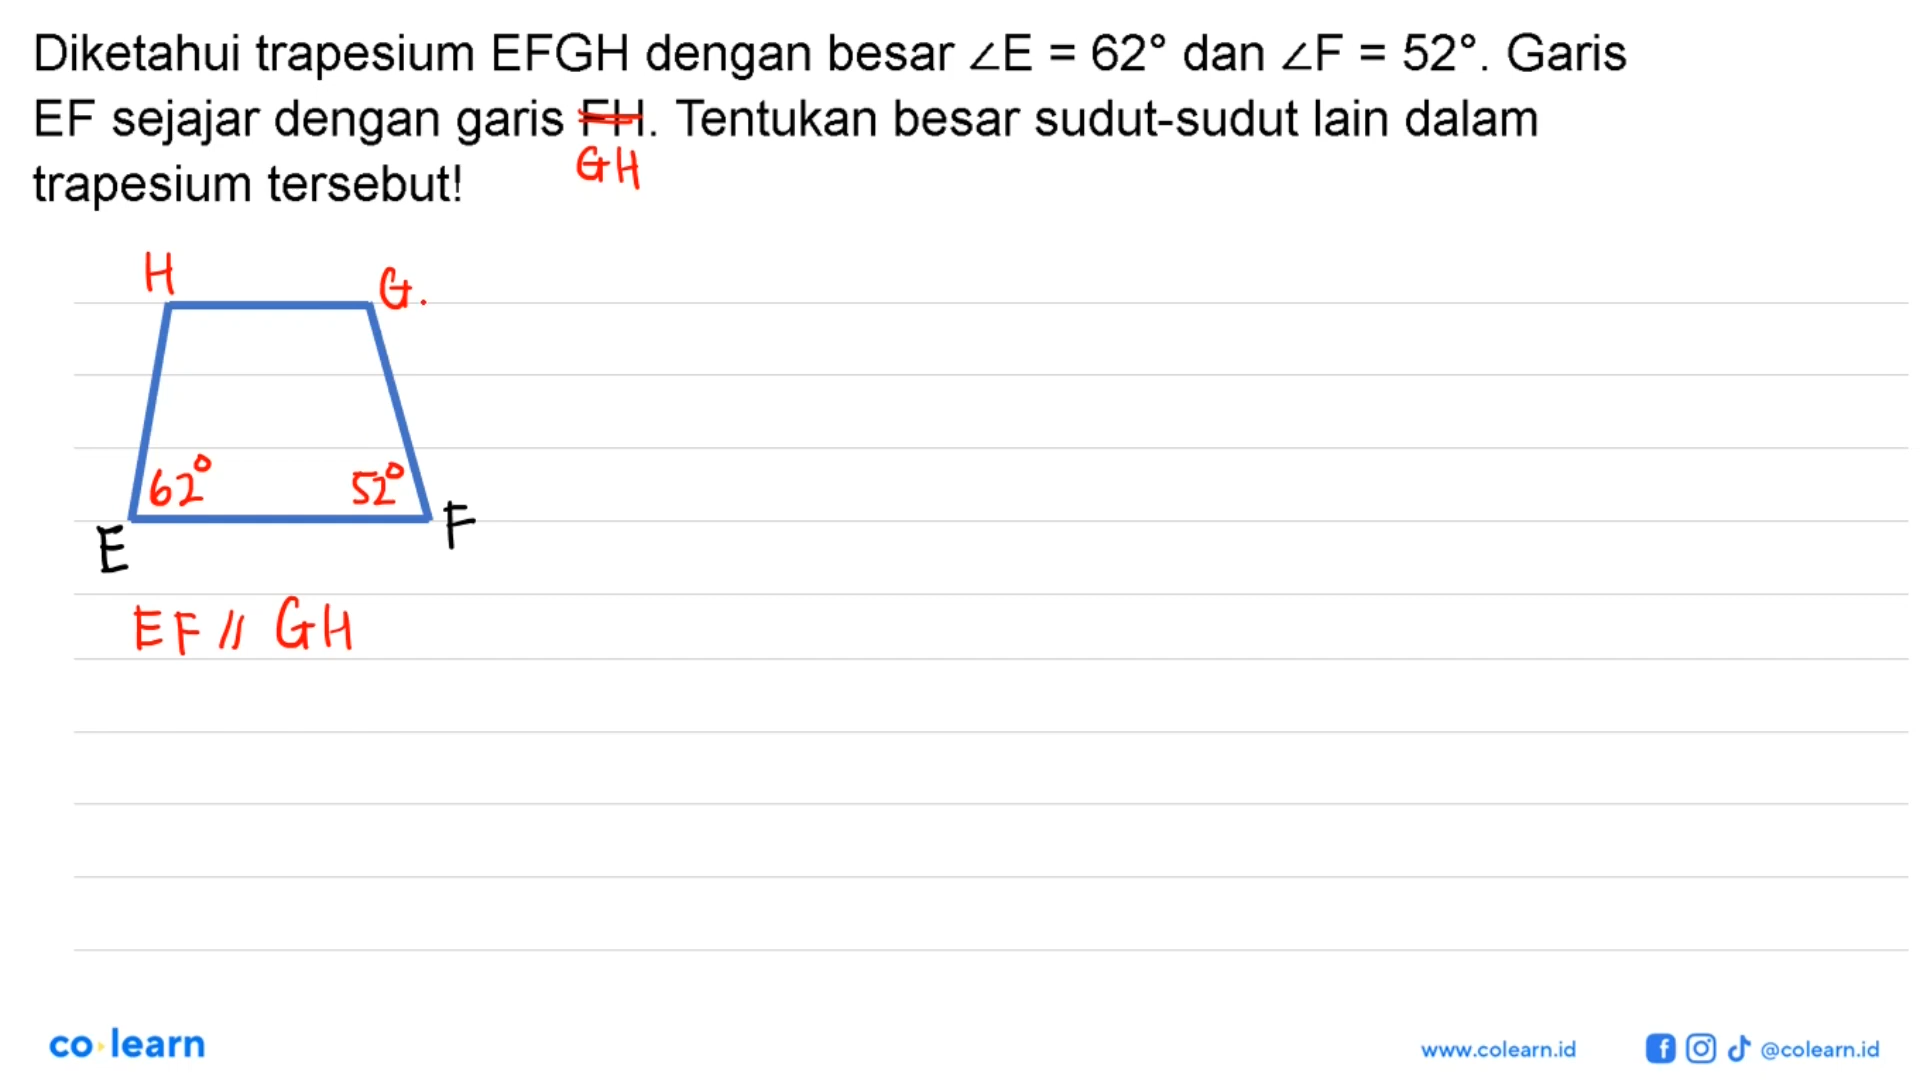 Diketahui trapesium EFGH dengan besar ∠E = 62° dan ∠F = 52°. Garis
EF sejajar dengan garis FH. Tentukan besar sudut-sudut lain dalam
GH
trapesium tersebut!
H
G.
62°
52°
E
F
EF // GH
co learn
www.colearn.id
@colearn.id